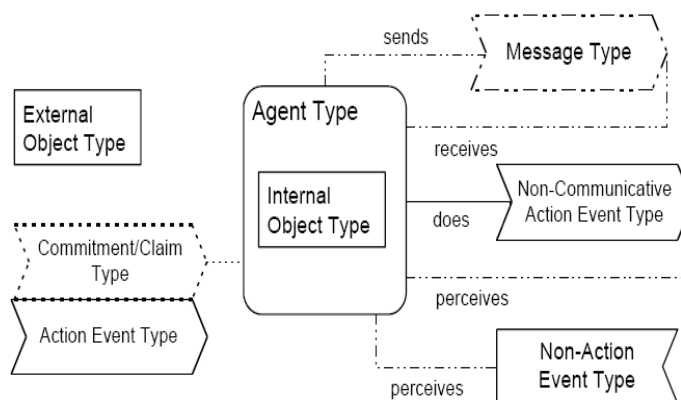 sends
Message Type
External
Object Type
Agent Type
receives
Internal
Object Type
Non-Communicative
Action Event Type
does
Commitment/Claim
Type
perceives
Action Event Type
Non-Action
Event Type
perceives